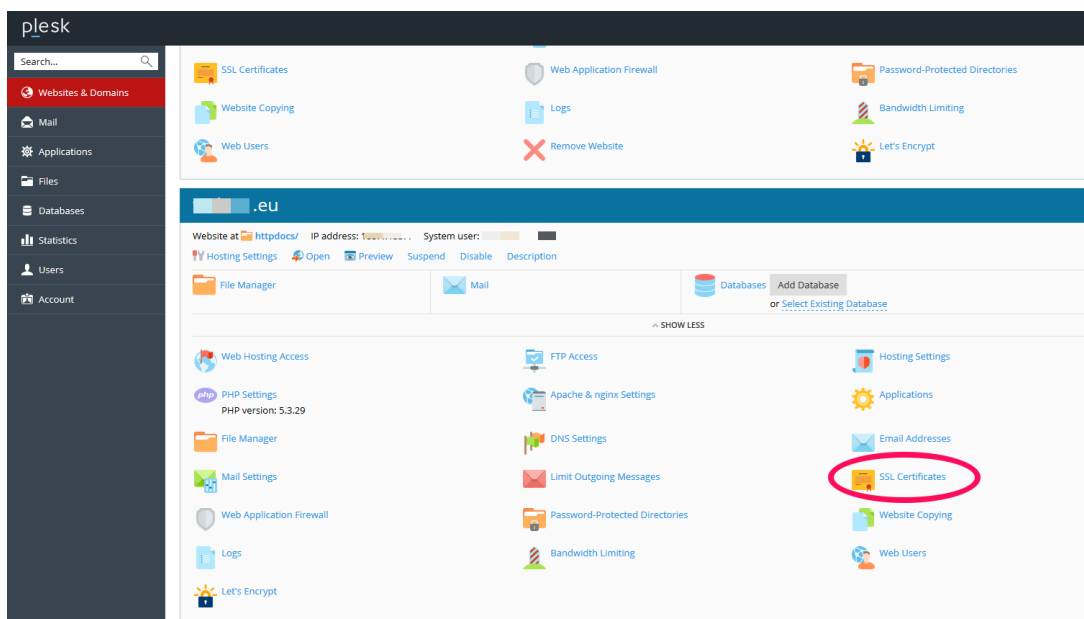 plesk
Search...
Websites & Domains
Mail
Applications
Files
Databases
Statistics
Users
Account
SSL Certificates
Web Application Firewall
Password-Protected Directories
Website Copying
Logs
Bandwidth Limiting
Web Users
Remove Website
Let's Encrypt
.eu
Website at httpdocs/ IP address: System user:
Hosting Settings Open Preview Suspend Disable Description
File Manager
Mail
Databases Add Database
or Select Existing Database
SHOW LESS
Web Hosting Access
FTP Access
Hosting Settings
php PHP Settings
PHP version: 5.3.29
Apache & nginx Settings
Applications
File Manager
DNS Settings
Email Addresses
Mail Settings
Limit Outgoing Messages
SSL Certificates
Web Application Firewall
Password-Protected Directories
Website Copying
Logs
Bandwidth Limiting
Web Users
Let's Encrypt